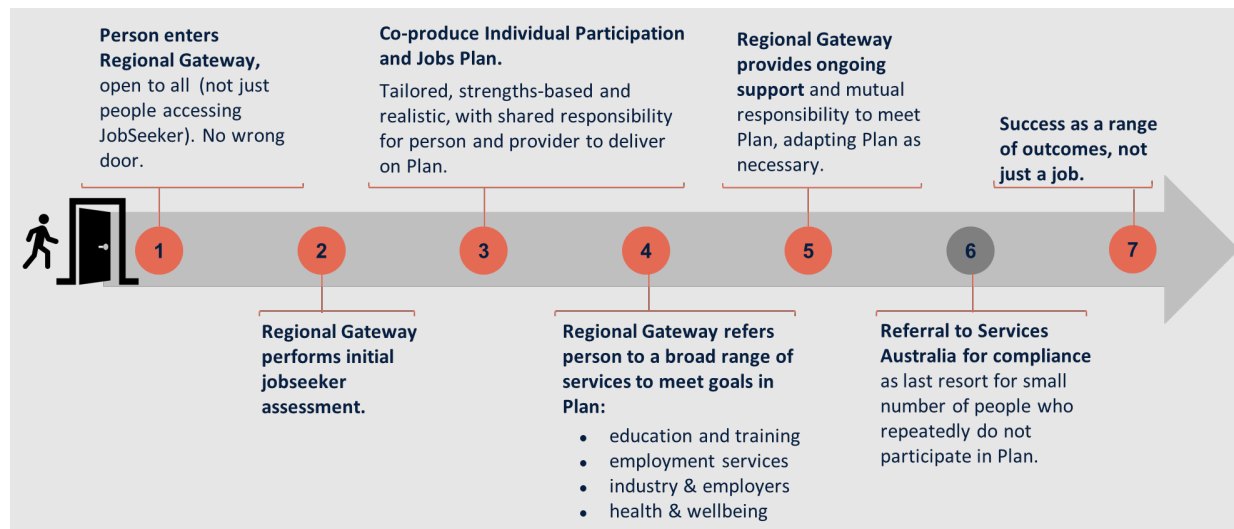 Person enters
Regional Gateway,
open to all (not just
people accessing
JobSeeker). No wrong
door.
Co-produce Individual Participation
and Jobs Plan.
Tailored, strengths-based and
realistic, with shared responsibility
for person and provider to deliver
on Plan.
Regional Gateway
provides ongoing
support and mutual
responsibility to meet
Plan, adapting Plan as
necessary.
Success as a range
of outcomes, not
just a job.
1 2 3 4 5 6 7
Regional Gateway
performs initial
jobseeker
assessment.
Regional Gateway refers
person to a broad range of
services to meet goals in
Plan:
• education and training
• employment services
• industry & employers
• health & wellbeing
Referral to Services
Australia for compliance
as last resort for small
number of people who
repeatedly do not
participate in Plan.